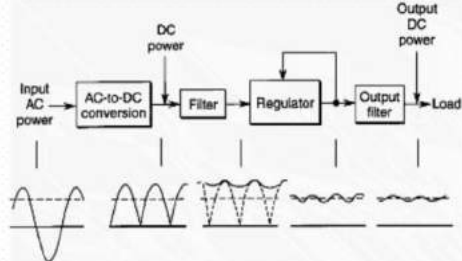 Input
AC
power
AC-to-DC
conversion
DC
power
Filter
Regulator
Output
filter
Output
DC
power
Load